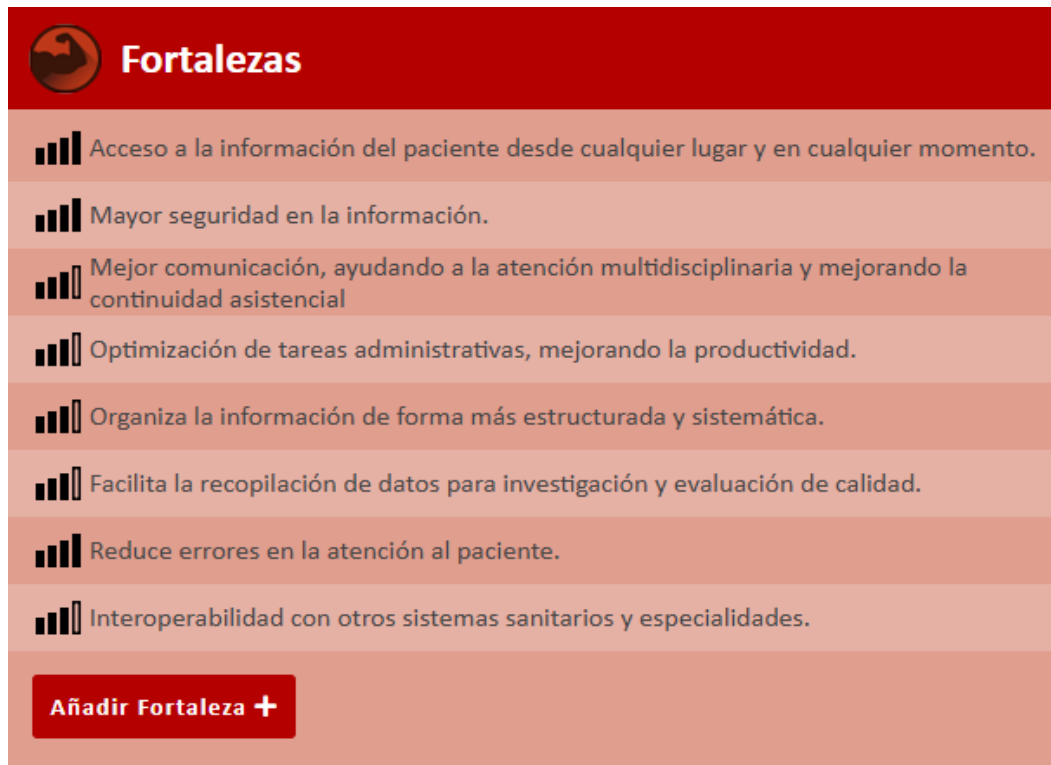 Fortalezas
Acceso a la información del paciente desde cualquier lugar y en cualquier momento.
Mayor seguridad en la información.
Mejor comunicación, ayudando a la atención multidisciplinaria y mejorando la
continuidad asistencial
Optimización de tareas administrativas, mejorando la productividad.
Organiza la información de forma más estructurada y sistemática.
Facilita la recopilación de datos para investigación y evaluación de calidad.
Reduce errores en la atención al paciente.
Interoperabilidad con otros sistemas sanitarios y especialidades.
Añadir Fortaleza +